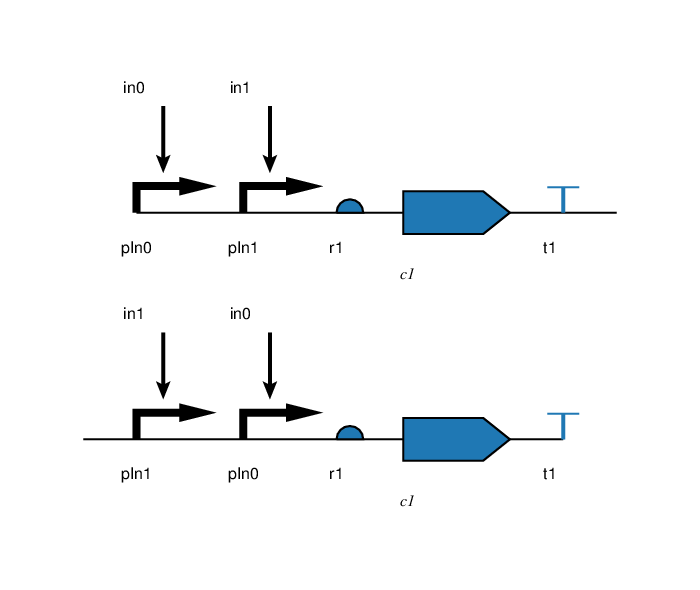 in0 in1
pIn0 pIn1 r1 t1
c1
in1 in0
pIn1 pIn0 r1 t1
c1